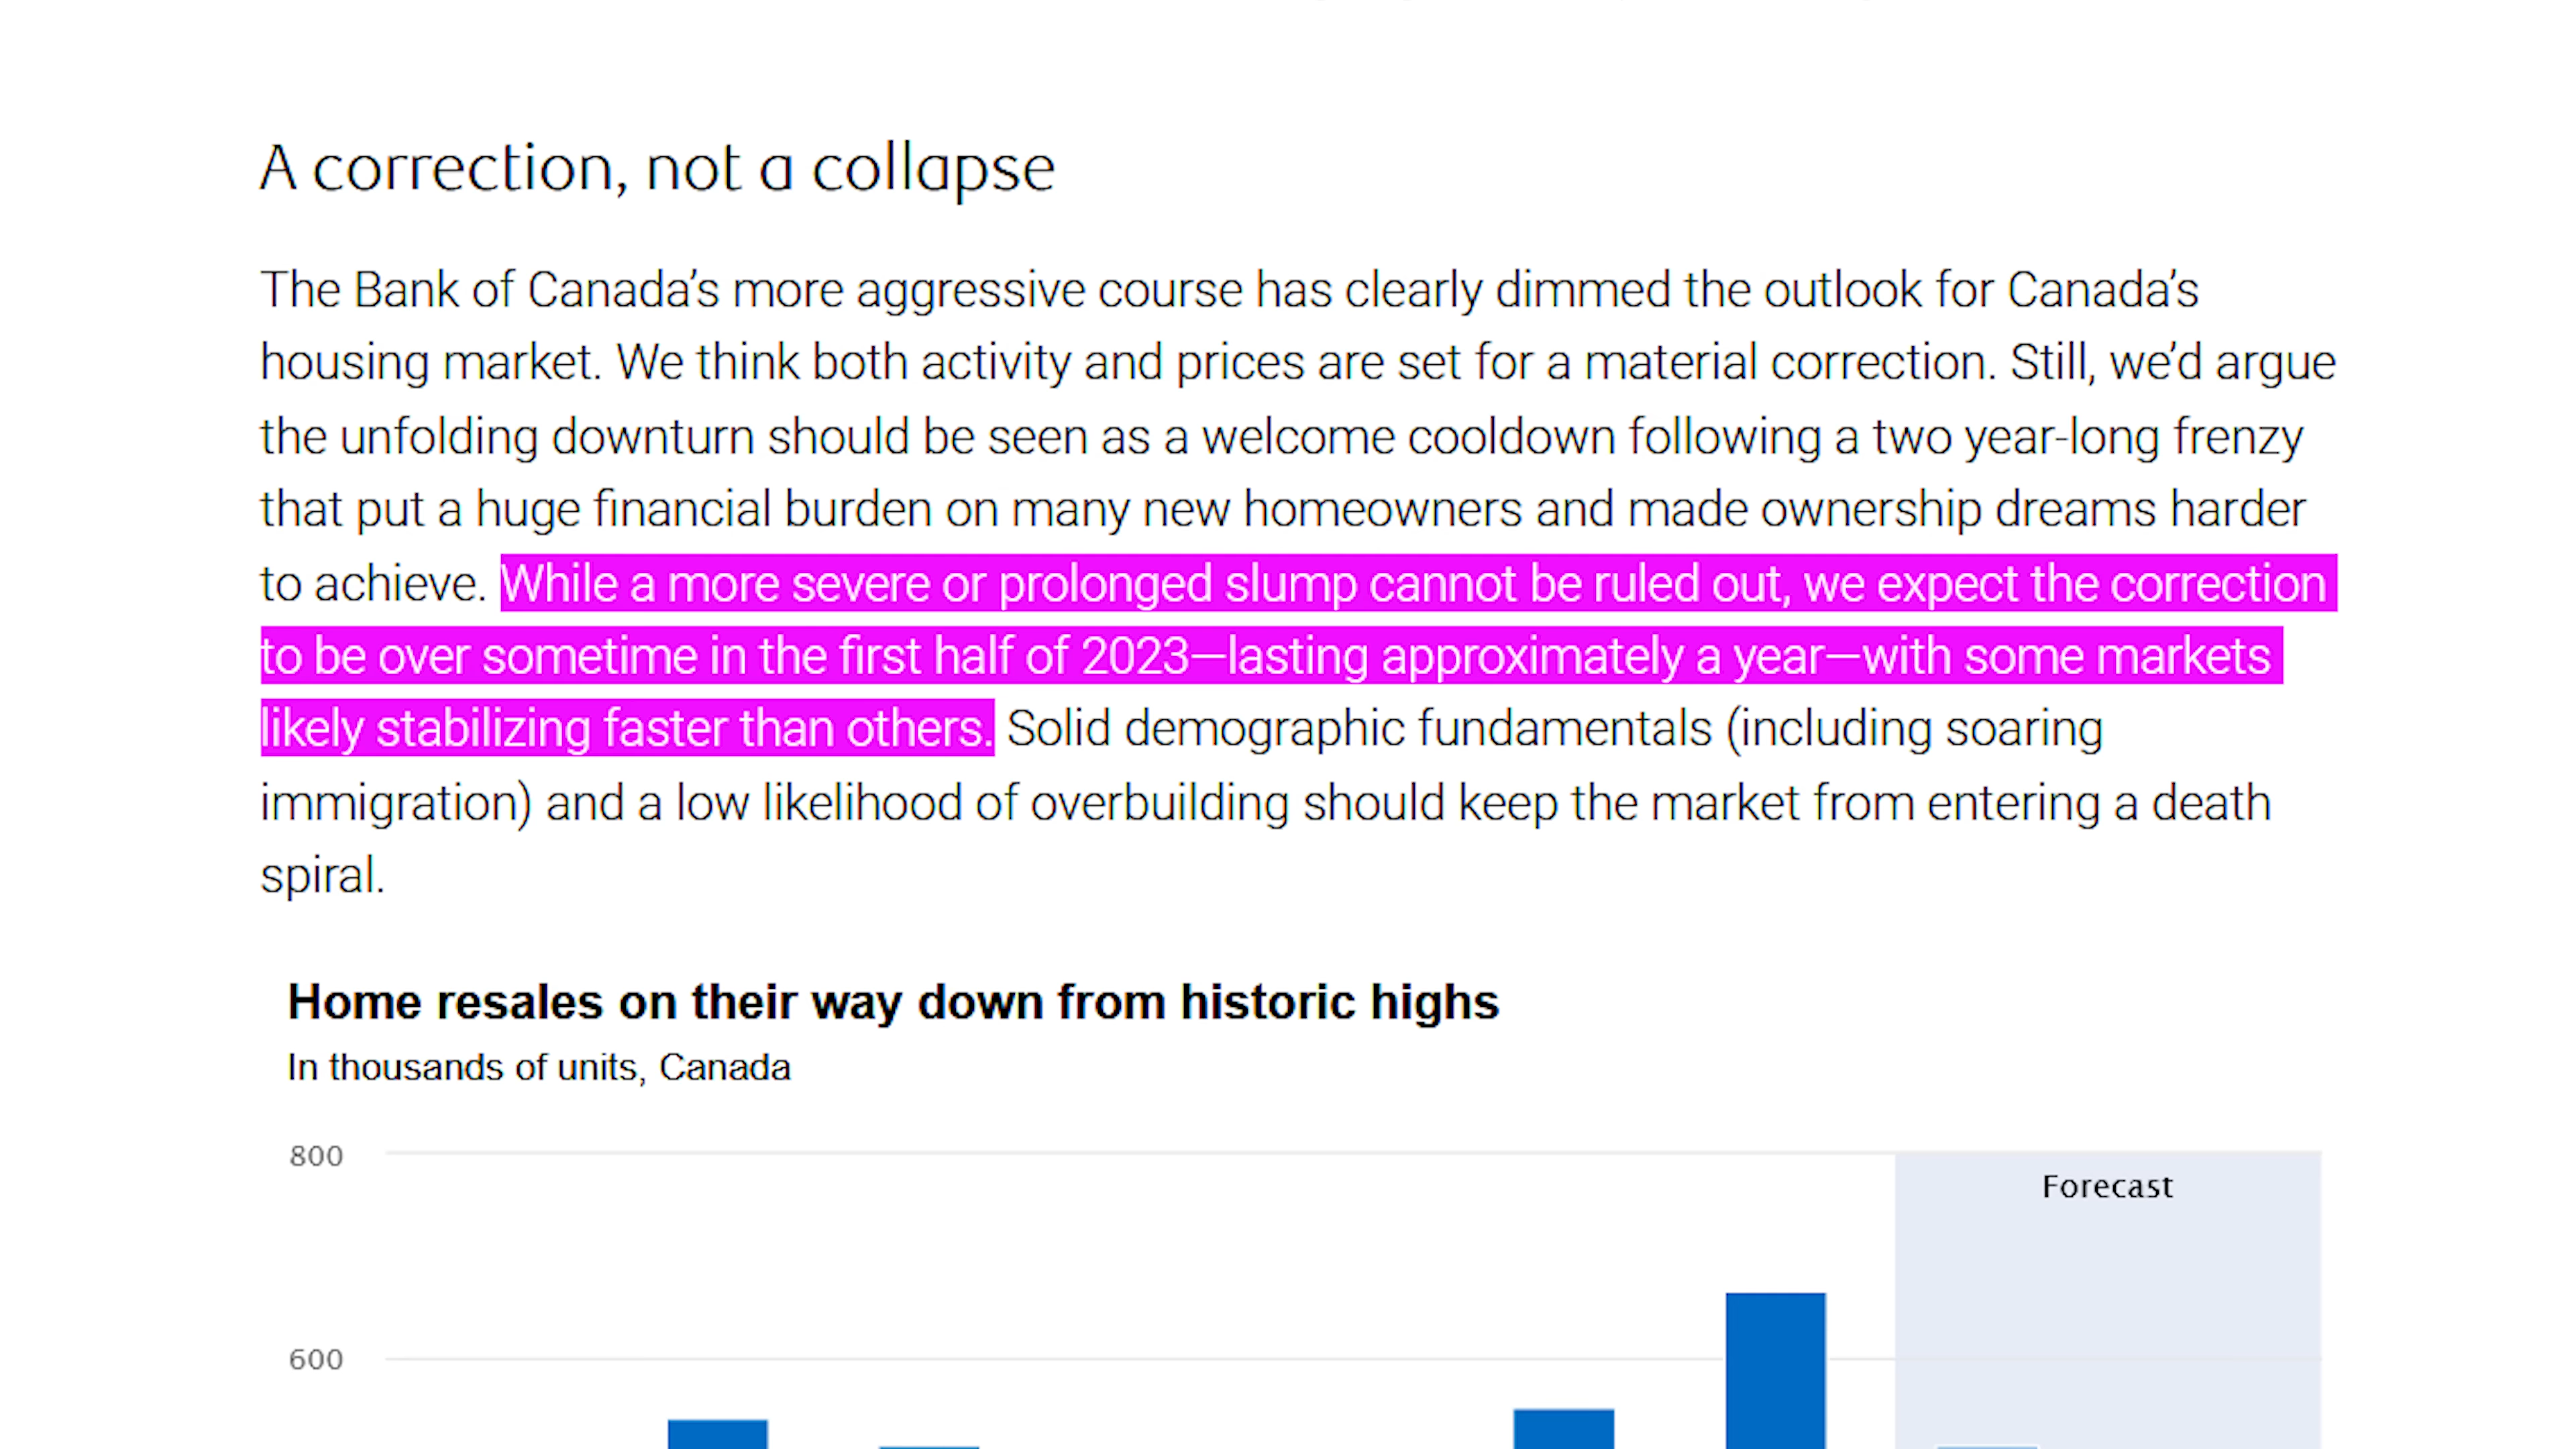 A correction, not a collapse
The Bank of Canada’s more aggressive course has clearly dimmed the outlook for Canada’s
housing market. We think both activity and prices are set for a material correction. Still, we’d argue
the unfolding downturn should be seen as a welcome cooldown following a two year-long frenzy
that put a huge financial burden on many new homeowners and made ownership dreams harder
to achieve. While a more severe or prolonged slump cannot be ruled out, we expect the correction
to be over sometime in the first half of 2023—lasting approximately a year—with some markets
likely stabilizing faster than others. Solid demographic fundamentals (including soaring
immigration) and a low likelihood of overbuilding should keep the market from entering a death
spiral.
Home resales on their way down from historic highs
In thousands of units, Canada
800
Forecast
600